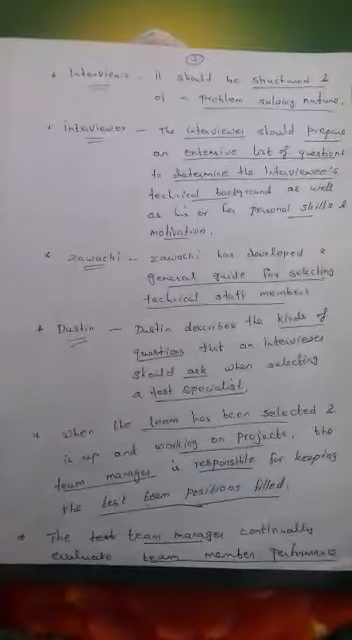 1
* Interviews - It should be structured &
of a problem solving nature.
* interviewer - The interviewer should prepare
an extensive list of questions
to determine the Interviewee's
technical background as well
as his or her personal skills &
motivation.
* Zawacki - Zawacki has developed a
general guide for selecting
technical staff members
* Dustin - Dustin describes the kinds of
questions that an Interviewer
should ask when selecting
a test specialist.
* When the team has been selected &
is up and working on projects, the
team manager is responsible for keeping
the test team positions filled.
* The test team manager continually
evaluate team member performance